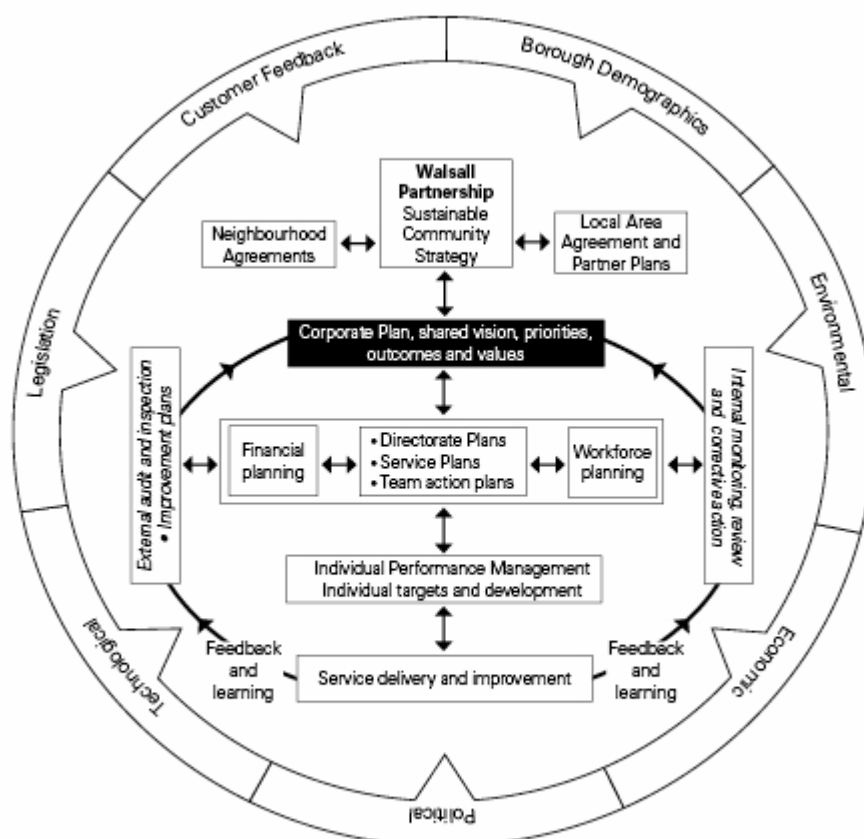 Customer Feedback
Borough Demographics
Walsall
Partnership
Sustainable
Community
Strategy
Neighbourhood
Agreements
Local Area
Agreement and
Partner Plans
Legislation
Environmental
Corporate Plan, shared vision, priorities,
outcomes and values
External audit and inspection
• Improvement plans
Financial
planning
• Directorate Plans
• Service Plans
• Team action plans
Workforce
planning
Internal monitoring, review
and corrective action
Individual Performance Management
Individual targets and development
Feedback
and
learning
Service delivery and improvement
Feedback
and
learning
Technological
Economic
Political